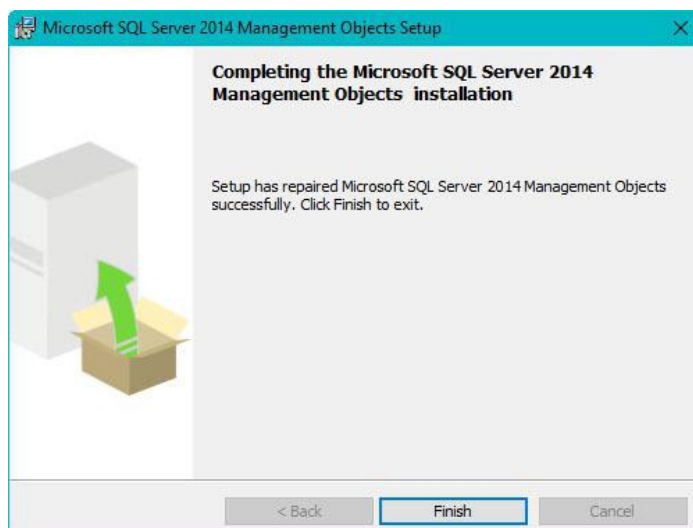 Microsoft SQL Server 2014 Management Objects Setup
Completing the Microsoft SQL Server 2014
Management Objects installation
Setup has repaired Microsoft SQL Server 2014 Management Objects
successfully. Click Finish to exit.
< Back Finish Cancel